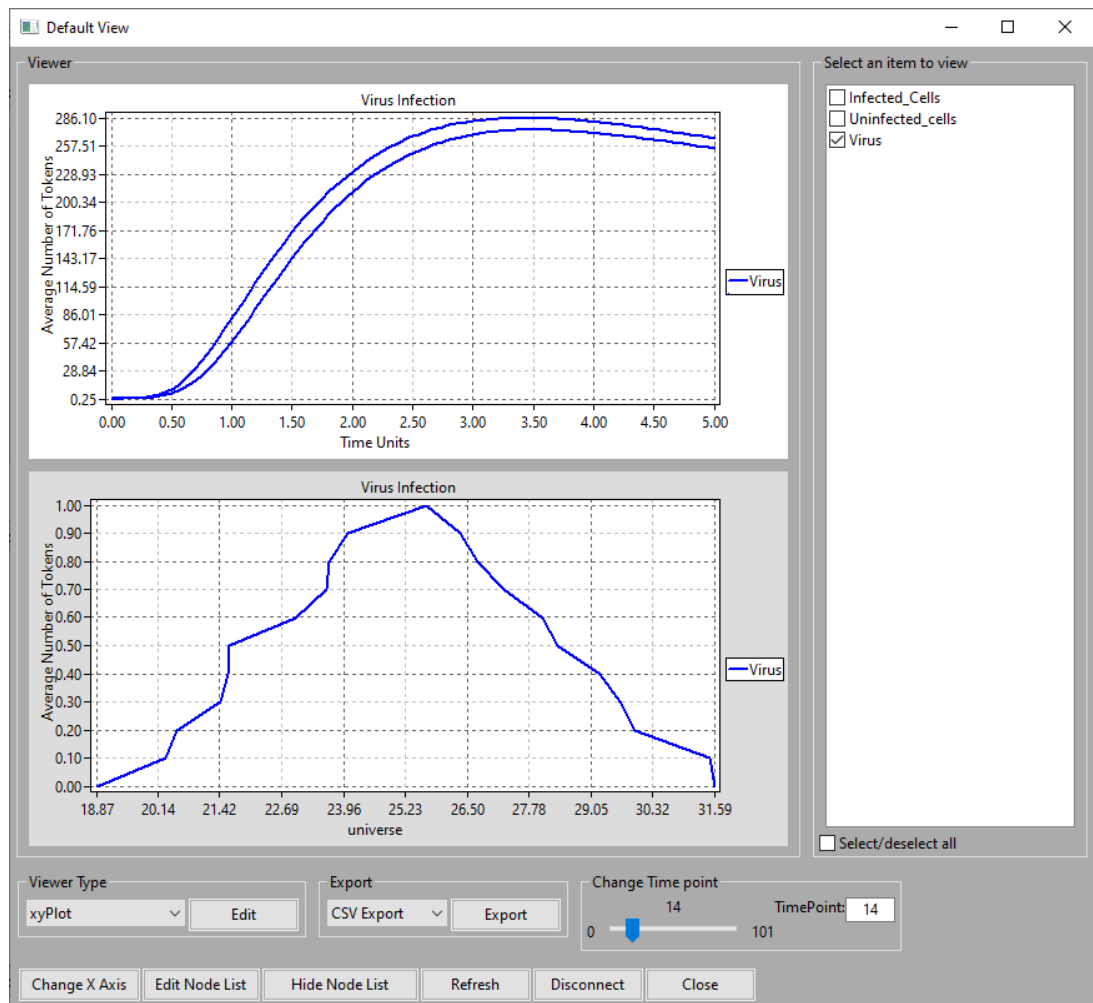 Default View
Viewer
Virus Infection
Average Number of Tokens
286.10
257.51
228.93
200.34
171.76
143.17
114.59
86.01
57.42
28.84
0.25
0.00 0.50 1.00 1.50 2.00 2.50 3.00 3.50 4.00 4.50 5.00
Time Units
Virus
Virus Infection
Average Number of Tokens
1.00
0.90
0.80
0.70
0.60
0.50
0.40
0.30
0.20
0.10
0.00
18.87 20.14 21.42 22.69 23.96 25.23 26.50 27.78 29.05 30.32 31.59
universe
Virus
Select an item to view
Infected_Cells
Uninfected_cells
Virus
Select/deselect all
Viewer Type
xyPlot Edit
Export
CSV Export Export
Change Time point
14 TimePoint: 14
0 101
Change X Axis Edit Node List Hide Node List Refresh Disconnect Close